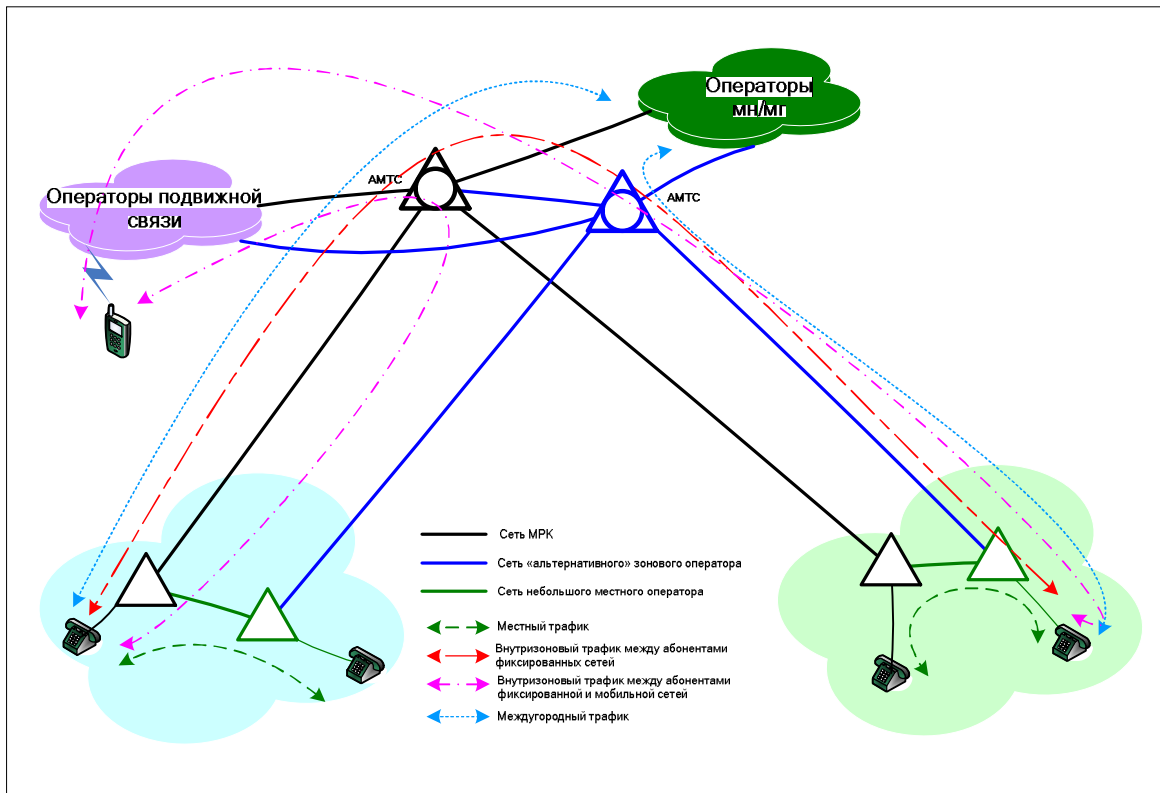 Операторы
мн/мг
АМТС
АМТС
Операторы подвижной
связи
Сеть МРК
Сеть «альтернативного» зонового оператора
Сеть небольшого местного оператора
Местный трафик
Внутризоновый трафик между абонентами
фиксированных сетей
Внутризоновый трафик между абонентами
фиксированной и мобильной сетей
Междугородный трафик